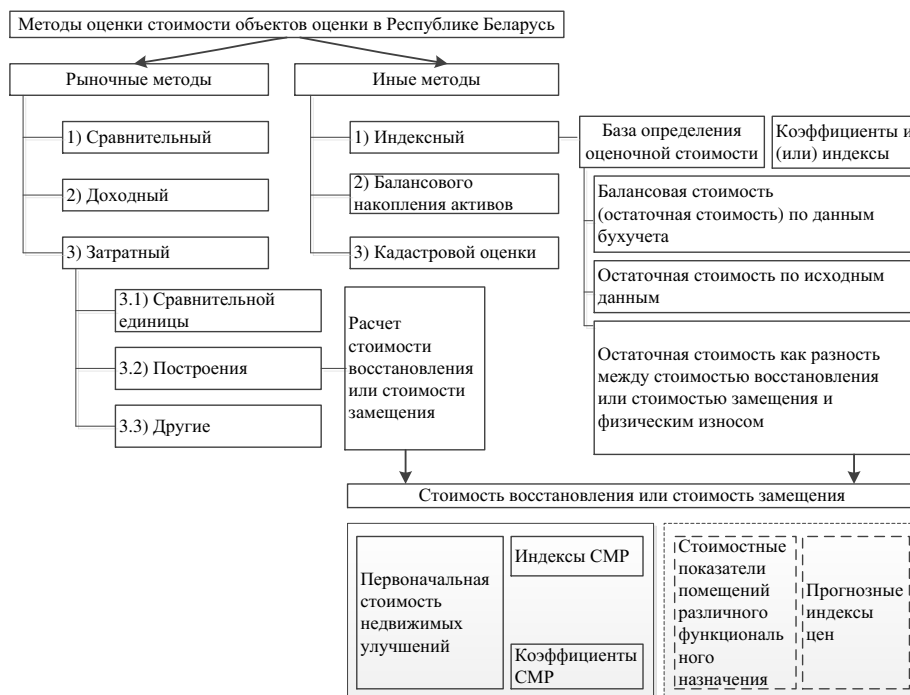 Методы оценки стоимости объектов оценки в Республике Беларусь
Рыночные методы
Иные методы
1) Сравнительный
2) Доходный
3) Затратный
3.1) Сравнительной
единицы
3.2) Построения
3.3) Другие
Расчет
стоимости
восстановления
или стоимости
замещения
1) Индексный
2) Балансового
накопления активов
3) Кадастровой оценки
База определения
оценочной стоимости
Коэффициенты и
(или) индексы
Балансовая стоимость
(остаточная стоимость) по данным
бухучета
Остаточная стоимость по исходным
данным
Остаточная стоимость как разность
между стоимостью восстановления
или стоимостью замещения и
физическим износом
Стоимость восстановления или стоимость замещения
Первоначальная
стоимость
недвижимых
улучшений
Индексы СМР
Коэффициенты
СМР
Стоимостные
показатели
помещений
различного
функциональ
ного
назначения
Прогнозные
индексы
цен